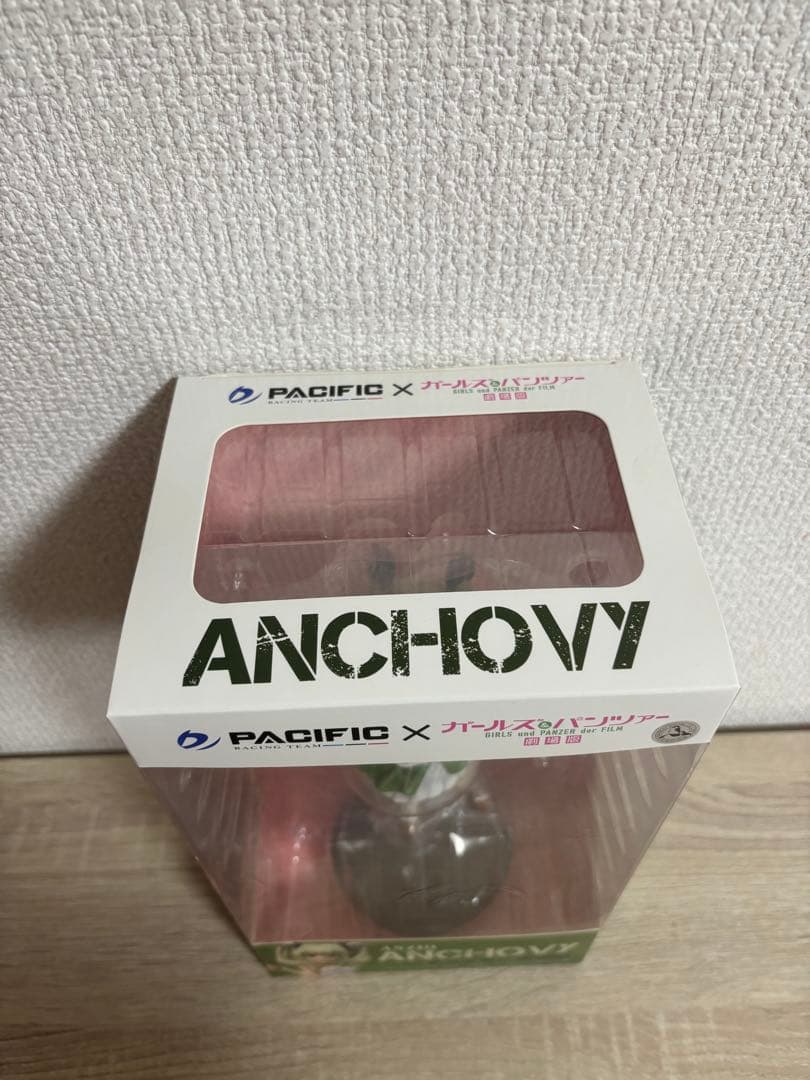 PACIFIC × ガールズ&パンツァー
RACING TEAM GIRLS und PANZER der FILM
劇場版
ANCHOVY
PACIFIC × ガールズ&パンツァー
RACING TEAM GIRLS und PANZER der FILM
劇場版
ANZIO
ANCHOVY